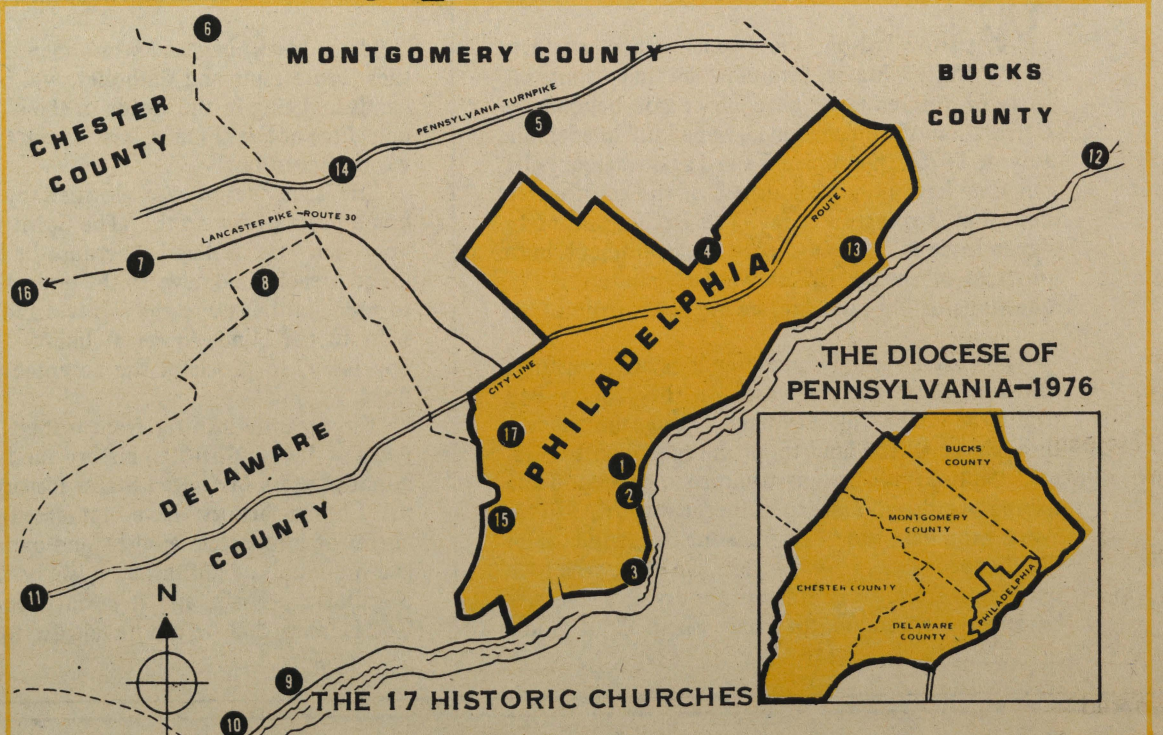 6
MONTGOMERY COUNTY
BUCKS
COUNTY
CHESTER
COUNTY
PENNSYLVANIA TURNPIKE
5
14
12
LANCASTER PIKE-ROUTE 30
ROUTE 1
7
16
8
4
13
PHILADELPHIA
CITY LINE
THE DIOCESE OF
PENNSYLVANIA-1976
17
1
2
15
3
DELAWARE
COUNTY
11
N
BUCKS
COUNTY
MONTGOMERY
COUNTY
CHESTER COUNTY
PHILADELPHIA
DELAWARE
COUNTY
9
THE 17 HISTORIC CHURCHES
10